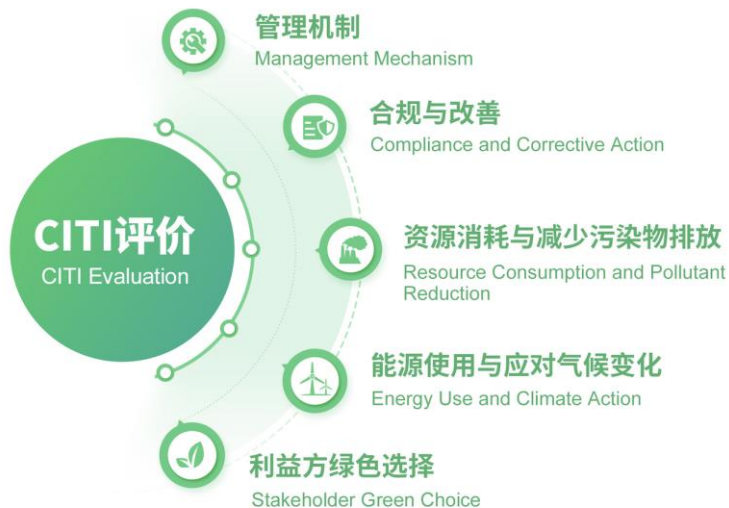 管理机制
Management Mechanism
合规与改善
Compliance and Corrective Action
CITI评价
CITI Evaluation
资源消耗与减少污染物排放
Resource Consumption and Pollutant
Reduction
能源使用与应对气候变化
Energy Use and Climate Action
利益方绿色选择
Stakeholder Green Choice